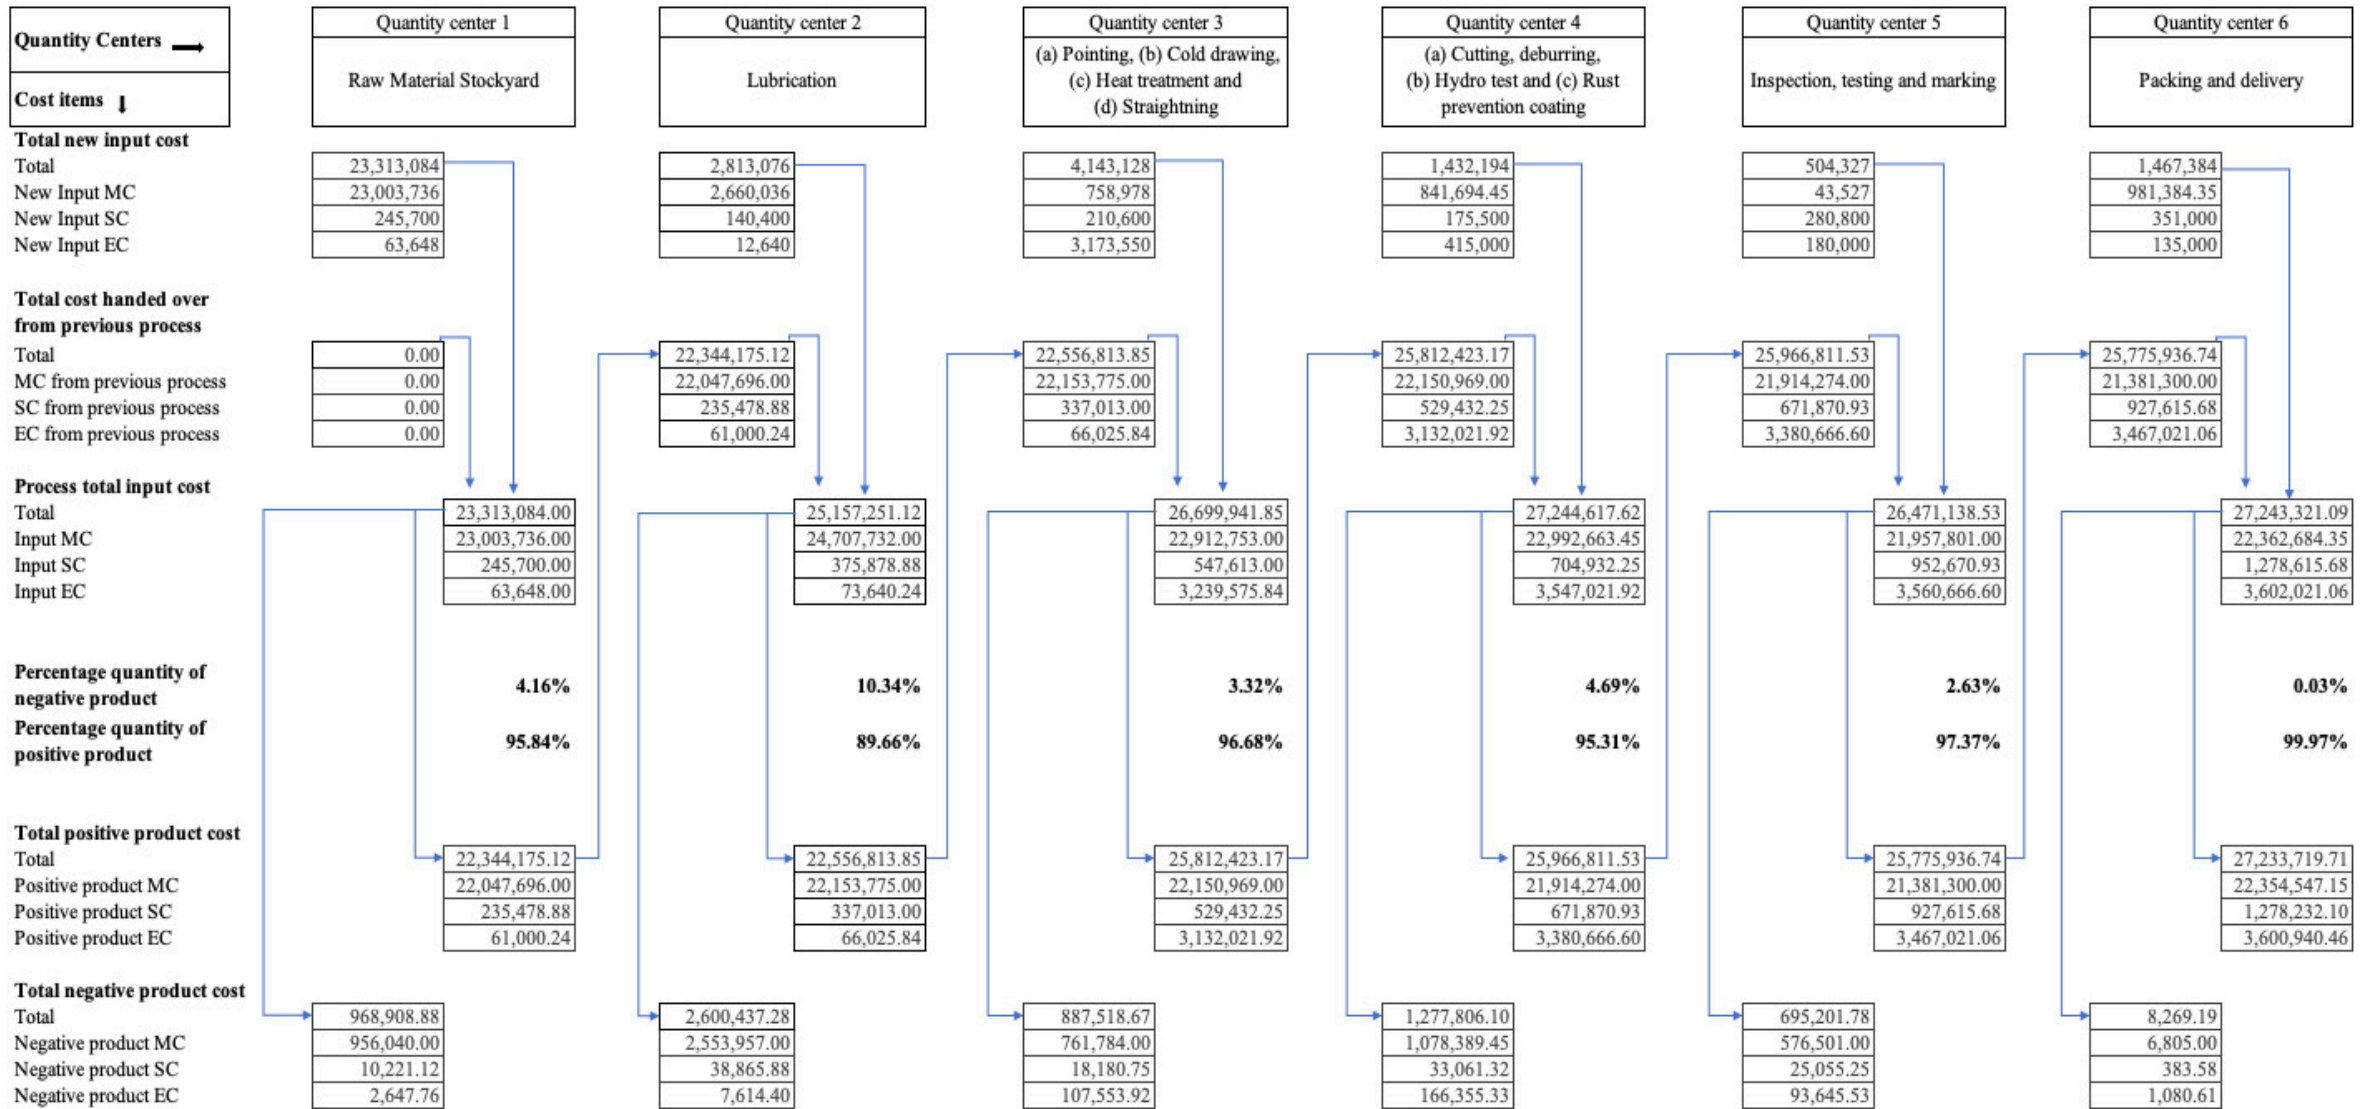 Quantity Centers
Cost items
Quantity center 1
Raw Material Stockyard
Quantity center 2
Lubrication
Quantity center 3
(a) Pointing, (b) Cold drawing,
(c) Heat treatment and
(d) Straightning
Quantity center 4
(a) Cutting, deburring,
(b) Hydro test and (c) Rust
prevention coating
Quantity center 5
Inspection, testing and marking
Quantity center 6
Packing and delivery
Total new input cost
Total 23,313,084 2,813,076 4,143,128 1,432,194 504,327 1,467,384
New Input MC 23,003,736 2,660,036 758,978 841,694.45 43,527 981,384.35
New Input SC 245,700 140,400 210,600 175,500 280,800 351,000
New Input EC 63,648 12,640 3,173,550 415,000 180,000 135,000
Total cost handed over
from previous process
Total 0.00 22,344,175.12 22,556,813.85 25,812,423.17 25,966,811.53 25,775,936.74
MC from previous process 0.00 22,047,696.00 22,153,775.00 22,150,969.00 21,914,274.00 21,381,300.00
SC from previous process 0.00 235,478.88 337,013.00 529,432.25 671,870.93 927,615.68
EC from previous process 0.00 61,000.24 66,025.84 3,132,021.92 3,380,666.60 3,467,021.06
Process total input cost
Total 23,313,084.00 25,157,251.12 26,699,941.85 27,244,617.62 26,471,138.53 27,243,321.09
Input MC 23,003,736.00 24,707,732.00 22,912,753.00 22,992,663.45 21,957,801.00 22,362,684.35
Input SC 245,700.00 375,878.88 547,613.00 704,932.25 952,670.93 1,278,615.68
Input EC 63,648.00 73,640.24 3,239,575.84 3,547,021.92 3,560,666.60 3,602,021.06
Percentage quantity of
negative product 4.16% 10.34% 3.32% 4.69% 2.63% 0.03%
Percentage quantity of
positive product 95.84% 89.66% 96.68% 95.31% 97.37% 99.97%
Total positive product cost
Total 22,344,175.12 22,556,813.85 25,812,423.17 25,966,811.53 25,775,936.74 27,233,719.71
Positive product MC 22,047,696.00 22,153,775.00 22,150,969.00 21,914,274.00 21,381,300.00 22,354,547.15
Positive product SC 235,478.88 337,013.00 529,432.25 671,870.93 927,615.68 1,278,232.10
Positive product EC 61,000.24 66,025.84 3,132,021.92 3,380,666.60 3,467,021.06 3,600,940.46
Total negative product cost
Total 968,908.88 2,600,437.28 887,518.67 1,277,806.10 695,201.78 8,269.19
Negative product MC 956,040.00 2,553,957.00 761,784.00 1,078,389.45 576,501.00 6,805.00
Negative product SC 10,221.12 38,865.88 18,180.75 33,061.32 25,055.25 383.58
Negative product EC 2,647.76 7,614.40 107,553.92 166,355.33 93,645.53 1,080.61